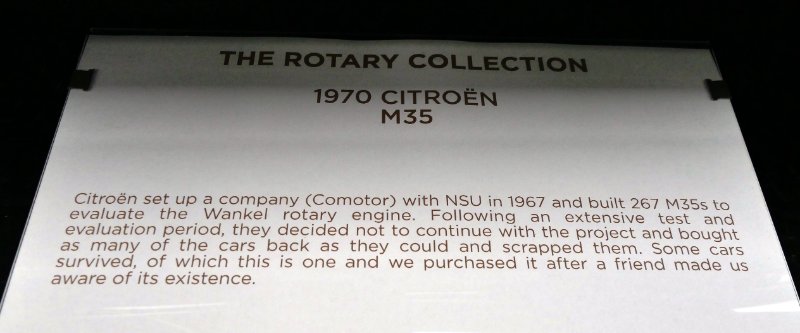 THE ROTARY COLLECTION
1970 CITROËN
M35
Citroën set up a company (Comotor) with NSU in 1967 and built 267 M35s to
evaluate the Wankel rotary engine. Following an extensive test and
evaluation period, they decided not to continue with the project and bought
as many of the cars back as they could and scrapped them. Some cars
survived, of which this is one and we purchased it after a friend made us
aware of its existence.